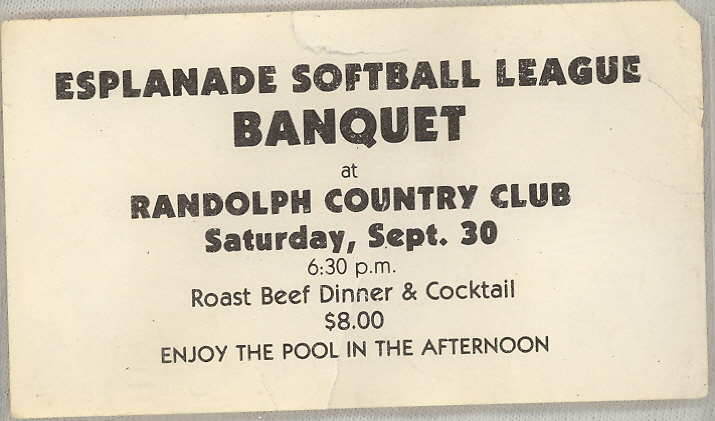 ESPLANADE SOFTBALL LEAGUE
BANQUET
at
RANDOLPH COUNTRY CLUB
Saturday, Sept. 30
6:30 p.m.
Roast Beef Dinner & Cocktail
$8.00
ENJOY THE POOL IN THE AFTERNOON